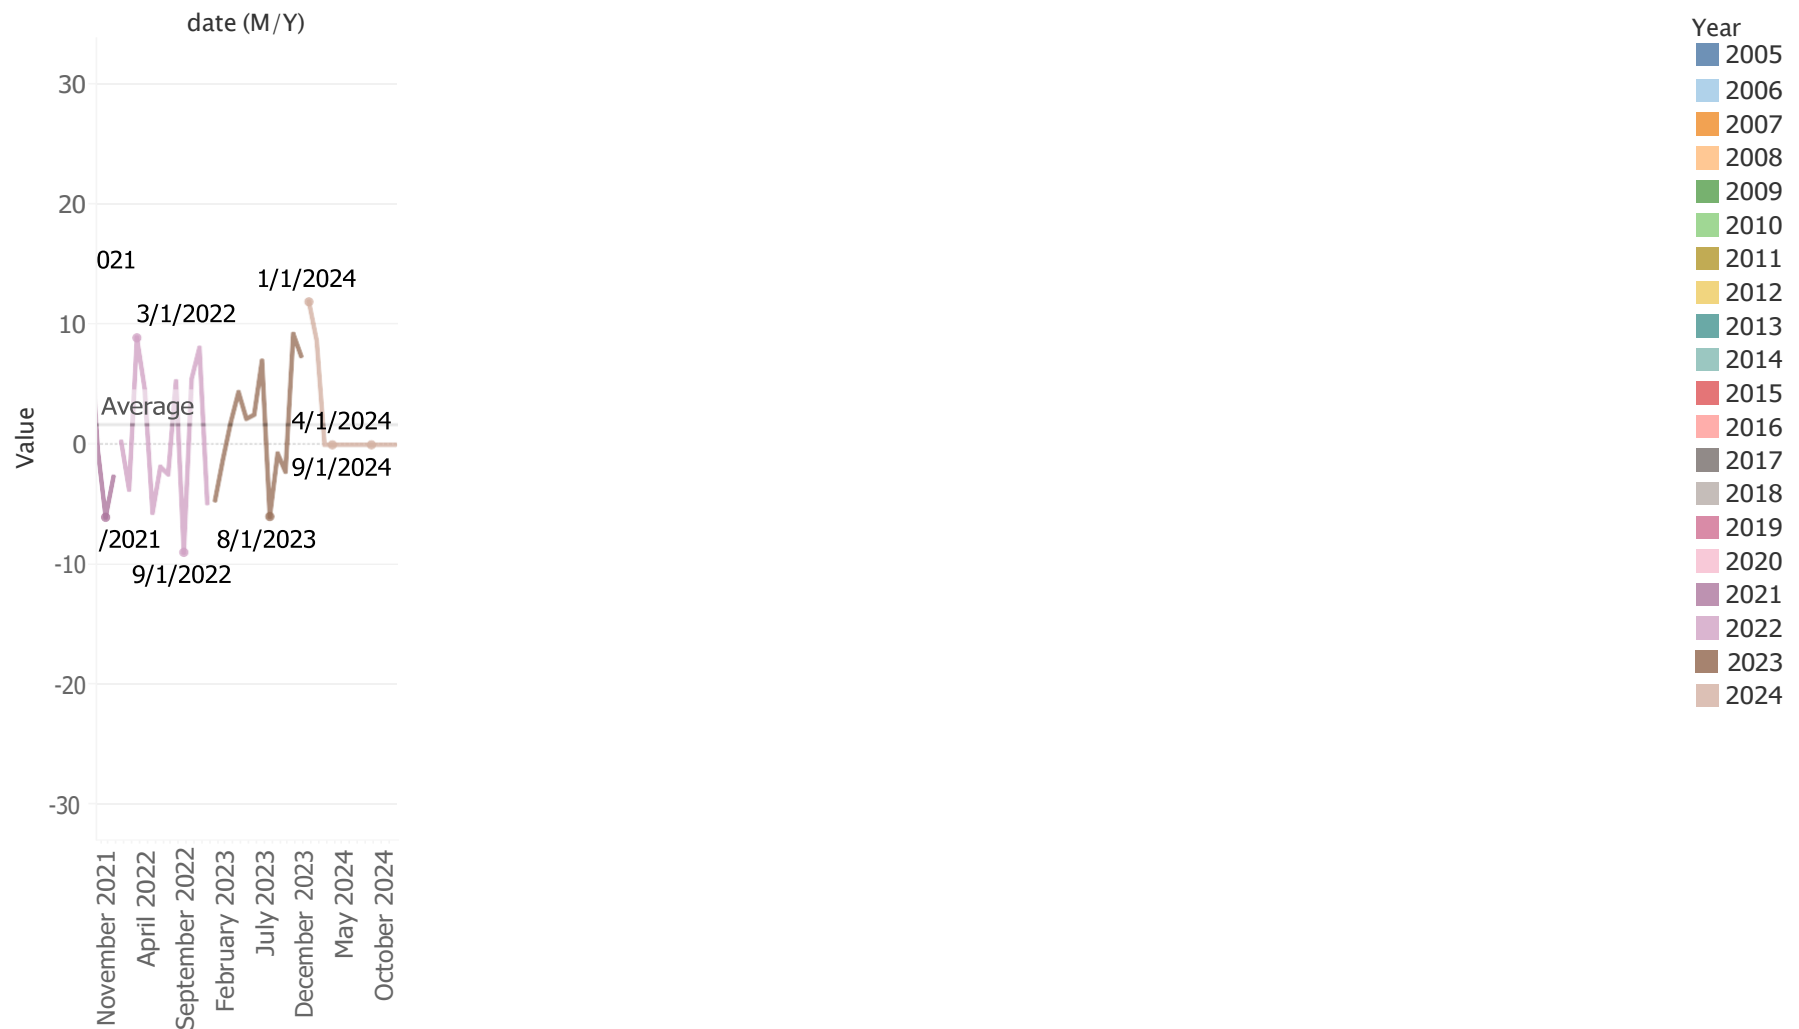 date (M/Y)
Value
30
20
10
0
-10
-20
-30
021
1/1/2024
3/1/2022
Average
4/1/2024
9/1/2024
/2021
8/1/2023
9/1/2022
November 2021
April 2022
September 2022
February 2023
July 2023
December 2023
May 2024
October 2024
Year
2005
2006
2007
2008
2009
2010
2011
2012
2013
2014
2015
2016
2017
2018
2019
2020
2021
2022
2023
2024